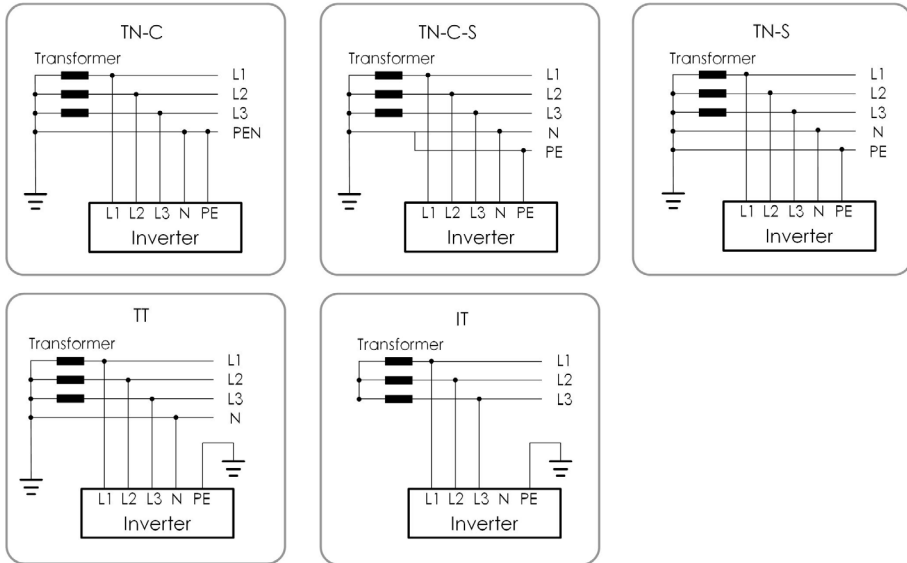 TN-C
Transformer
L1
L2
L3
PEN
L1 L2 L3 N PE
Inverter
TN-C-S
Transformer
L1
L2
L3
N
PE
L1 L2 L3 N PE
Inverter
TN-S
Transformer
L1
L2
L3
N
PE
L1 L2 L3 N PE
Inverter
TT
Transformer
L1
L2
L3
N
L1 L2 L3 N PE
Inverter
IT
Transformer
L1
L2
L3
L1 L2 L3 N PE
Inverter